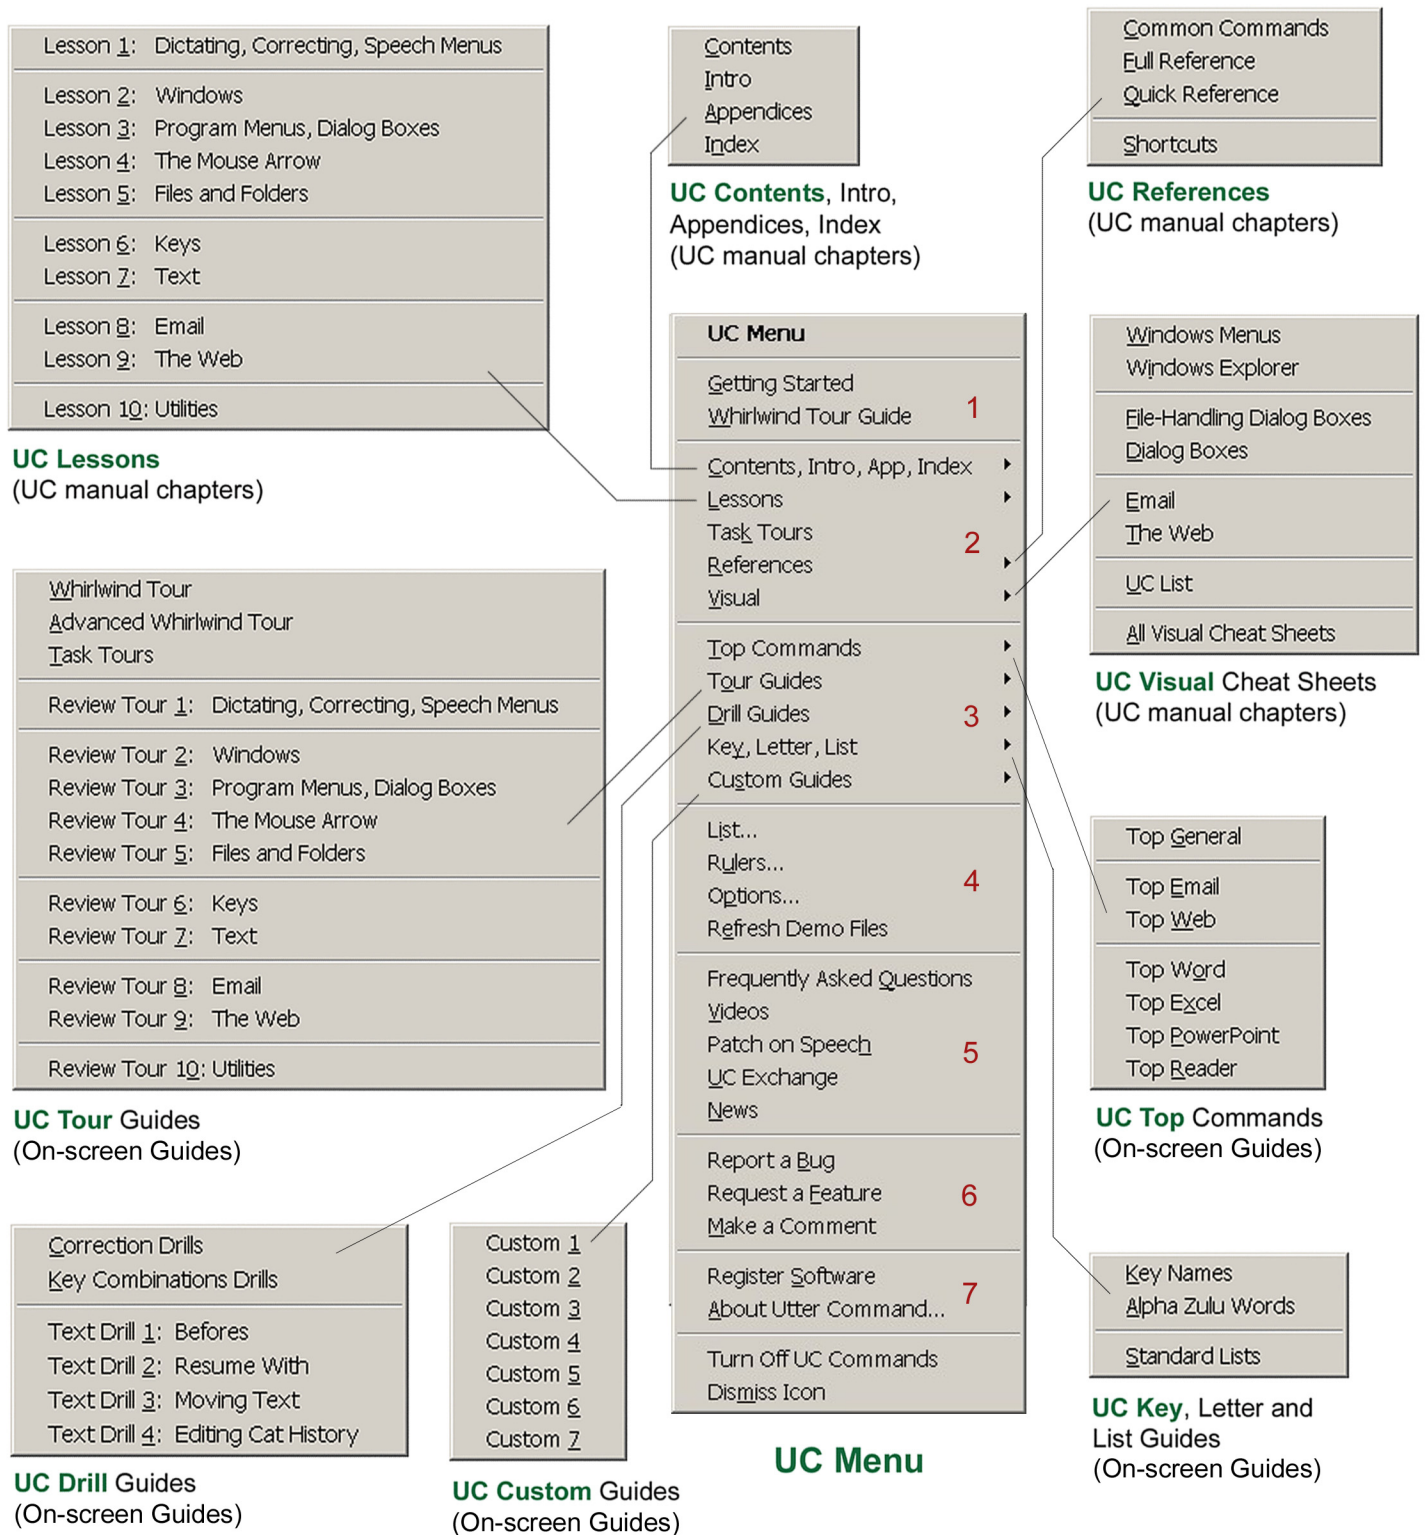 Lesson 1: Dictating, Correcting, Speech Menus
Lesson 2: Windows
Lesson 3: Program Menus, Dialog Boxes
Lesson 4: The Mouse Arrow
Lesson 5: Files and Folders
Lesson 6: Keys
Lesson 7: Text
Lesson 8: Email
Lesson 9: The Web
Lesson 10: Utilities
UC Lessons
(UC manual chapters)
Contents
Intro
Appendices
Index
UC Contents, Intro,
Appendices, Index
(UC manual chapters)
Common Commands
Full Reference
Quick Reference
Shortcuts
UC References
(UC manual chapters)
UC Menu
Getting Started
Whirlwind Tour Guide
1
Contents, Intro, App, Index
Lessons
Task Tours
References
Visual
2
Top Commands
Tour Guides
Drill Guides
Key, Letter, List
Custom Guides
3
List...
Rulers...
Options...
Refresh Demo Files
4
Frequently Asked Questions
Videos
Patch on Speech
UC Exchange
News
5
Report a Bug
Request a Feature
Make a Comment
6
Register Software
About Utter Command...
7
Turn Off UC Commands
Dismiss Icon
UC Menu
Windows Menus
Windows Explorer
File-Handling Dialog Boxes
Dialog Boxes
Email
The Web
UC List
All Visual Cheat Sheets
UC Visual Cheat Sheets
(UC manual chapters)
Whirlwind Tour
Advanced Whirlwind Tour
Task Tours
Review Tour 1: Dictating, Correcting, Speech Menus
Review Tour 2: Windows
Review Tour 3: Program Menus, Dialog Boxes
Review Tour 4: The Mouse Arrow
Review Tour 5: Files and Folders
Review Tour 6: Keys
Review Tour 7: Text
Review Tour 8: Email
Review Tour 9: The Web
Review Tour 10: Utilities
UC Tour Guides
(On-screen Guides)
Top General
Top Email
Top Web
Top Word
Top Excel
Top PowerPoint
Top Reader
UC Top Commands
(On-screen Guides)
Correction Drills
Key Combinations Drills
Text Drill 1: Befores
Text Drill 2: Resume With
Text Drill 3: Moving Text
Text Drill 4: Editing Cat History
UC Drill Guides
(On-screen Guides)
Custom 1
Custom 2
Custom 3
Custom 4
Custom 5
Custom 6
Custom 7
UC Custom Guides
(On-screen Guides)
Key Names
Alpha Zulu Words
Standard Lists
UC Key, Letter and
List Guides
(On-screen Guides)